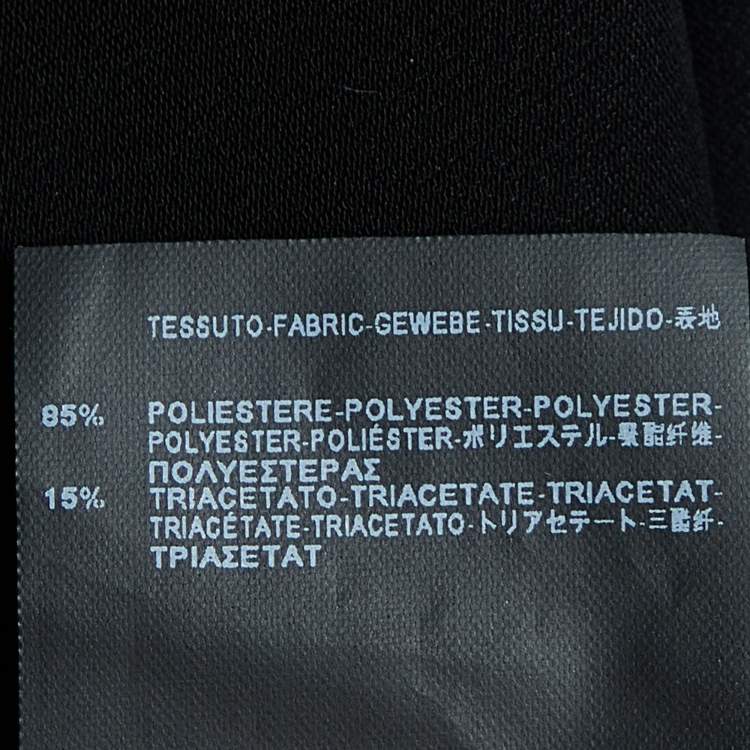 TESSUTO-FABRIC-GEWEBE-TISSU-TEJIDO-表地
85% POLIESTERE-POLYESTER-POLYESTER-
POLYESTER-POLIÉSTER-ポリエステル-聚酯纤维-
ΠΟΛΥΕΣΤΕΡΑΣ
15% TRIACETATO-TRIACETATE-TRIACETAT-
TRIACÉTATE-TRIACETATO-トリアセテート-三酯纤-
ΤΡΙΑΣΕΤΑΤ